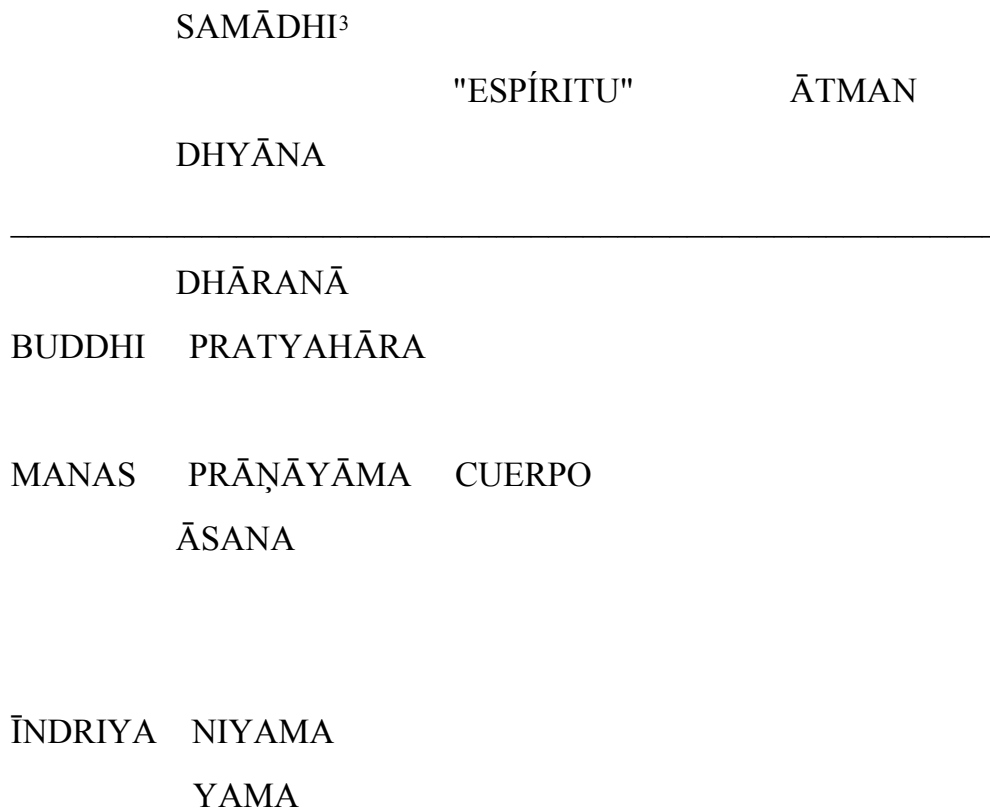 SAMĀDHI³
"ESPÍRITU" ĀTMAN
DHYĀNA
DHĀRANĀ
BUDDHI PRATYAHĀRA
MANAS PRĀṆĀYĀMA CUERPO
ĀSANA
ĪNDRIYA NIYAMA
YAMA